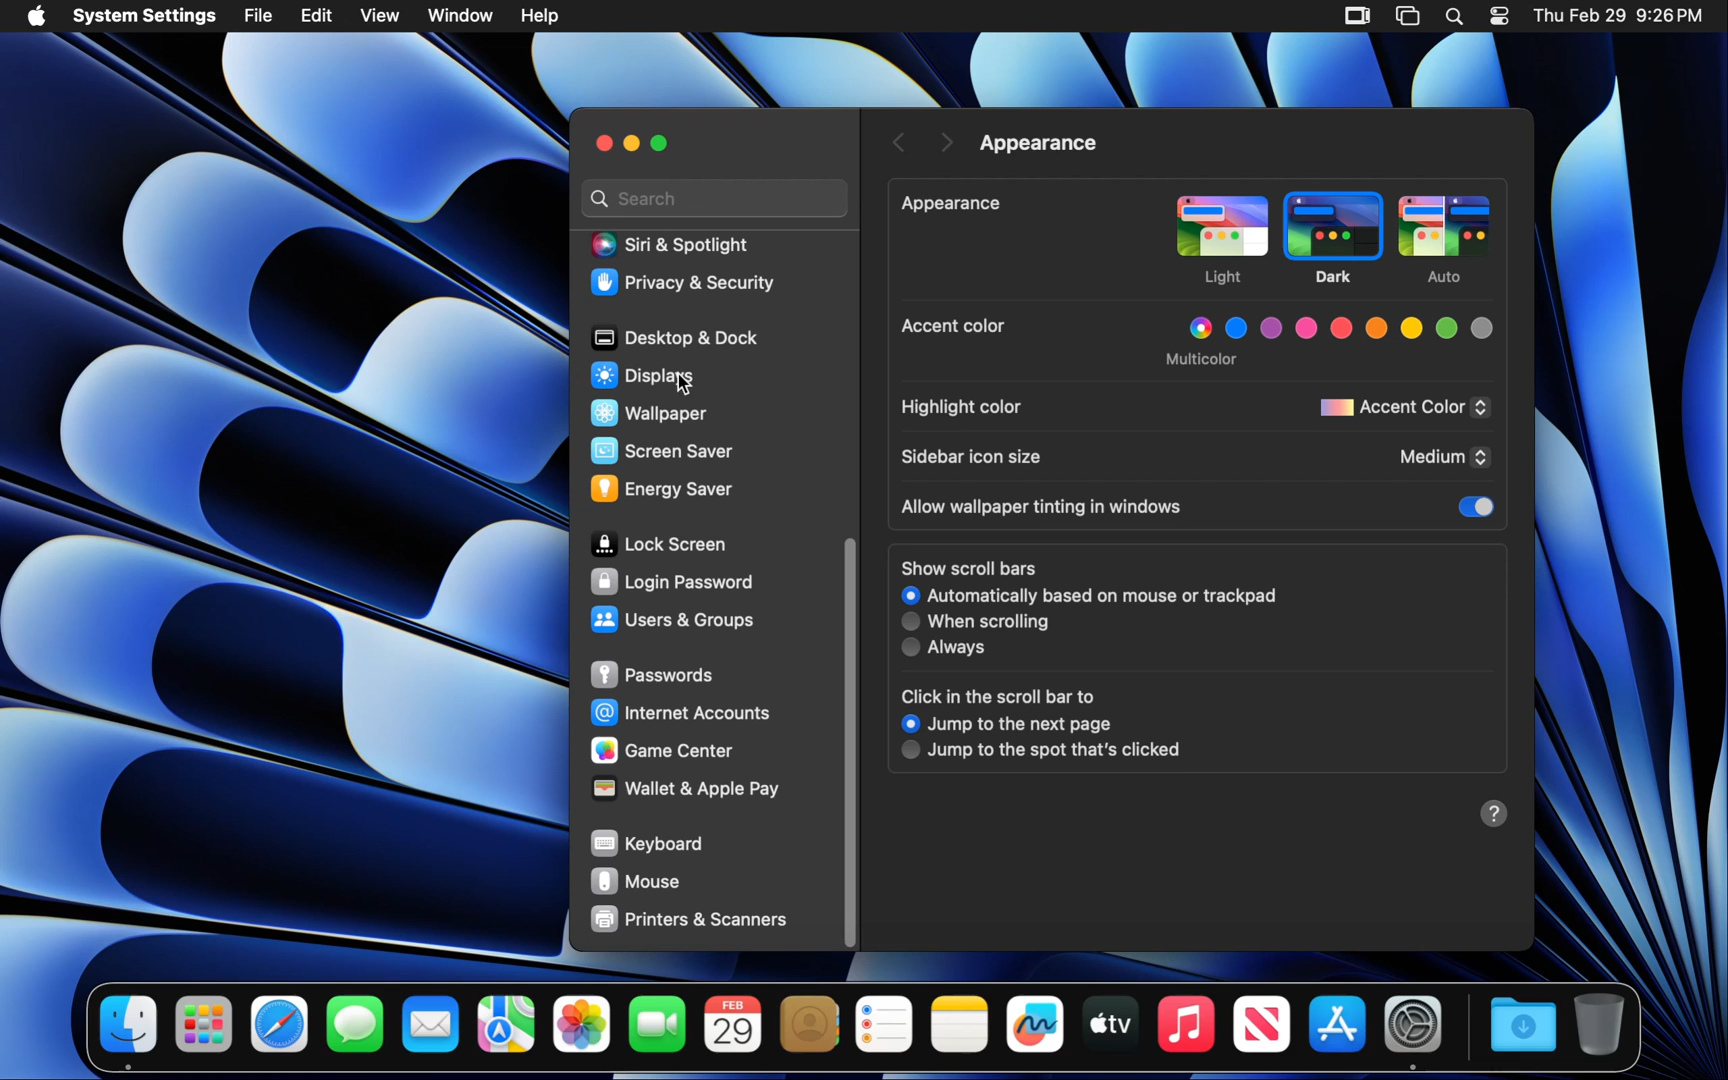 System Settings File Edit View Window Help Thu Feb 29 9:26 PM
Search
Siri & Spotlight
Privacy & Security
Desktop & Dock
Displays
Wallpaper
Screen Saver
Energy Saver
Lock Screen
Login Password
Users & Groups
Passwords
Internet Accounts
Game Center
Wallet & Apple Pay
Keyboard
Mouse
Printers & Scanners
Appearance
Appearance
Light Dark Auto
Accent color
Multicolor
Highlight color Accent Color
Sidebar icon size Medium
Allow wallpaper tinting in windows
Show scroll bars
Automatically based on mouse or trackpad
When scrolling
Always
Click in the scroll bar to
Jump to the next page
Jump to the spot that's clicked
?
FEB
29
tv